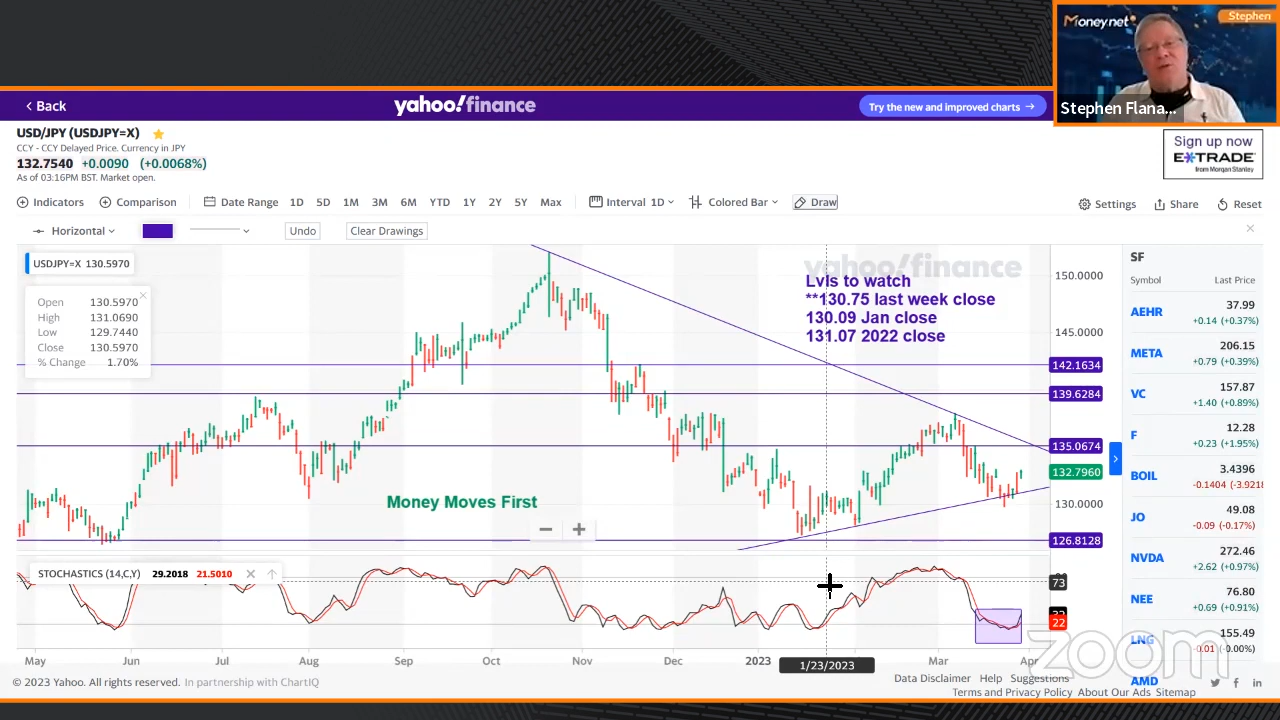 Money.net
Stephen
Stephen Flana...
Back
yahoo!finance
Try the new and improved charts →
USD/JPY (USDJPY=X)
CCY - CCY Delayed Price. Currency in JPY
132.7540 +0.0090 (+0.0068%)
As of 03:16PM BST. Market open.
Sign up now
E*TRADE
from Morgan Stanley
Indicators Comparison Date Range 1D 5D 1M 3M 6M YTD 1Y 2Y 5Y Max Interval 1D Colored Bar Draw Settings Share Reset
Horizontal Undo Clear Drawings
USDJPY=X 130.5970
Open 130.5970
High 131.0690
Low 129.7440
Close 130.5970
% Change 1.70%
yahoo!finance
Lvls to watch
**130.75 last week close
130.09 Jan close
131.07 2022 close
Money Moves First
150.0000
145.0000
142.1634
139.6284
135.0674
132.7960
130.0000
126.8128
STOCHASTICS (14,C,Y) 29.2018 21.5010
73
22
May Jun Jul Aug Sep Oct Nov Dec 2023 1/23/2023 Mar Apr
SF
Symbol Last Price
AEHR 37.99
+0.14 (+0.37%)
META 206.15
+0.79 (+0.39%)
VC 157.87
+1.40 (+0.89%)
F 12.28
+0.23 (+1.95%)
BOIL 3.4396
-0.1404 (-3.9218
JO 49.08
-0.09 (-0.17%)
NVDA 272.46
+2.62 (+0.97%)
NEE 76.80
+0.69 (+0.91%)
LNG 155.49
-0.01 (-0.00%)
AMD
zoom
© 2023 Yahoo. All rights reserved. In partnership with ChartIQ
Data Disclaimer Help Suggestions
Terms and Privacy Policy About Our Ads Sitemap